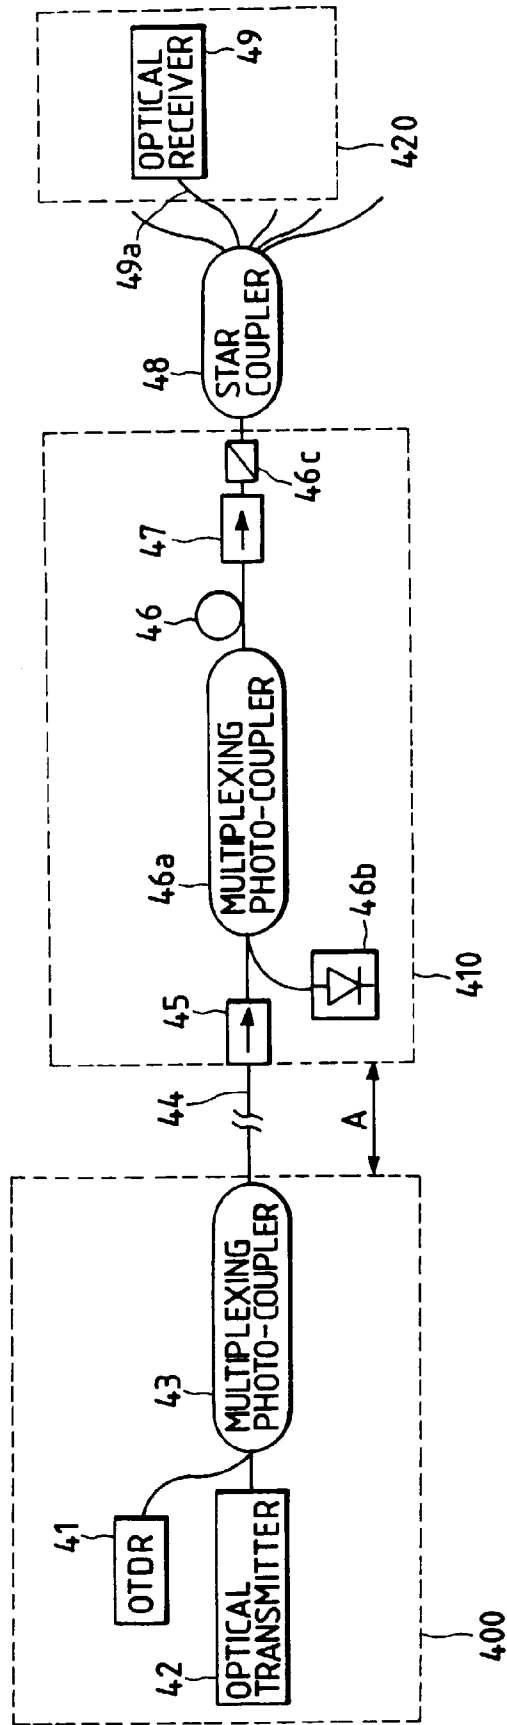 41
OTDR
42
OPTICAL
TRANSMITTER
43
MULTIPLEXING
PHOTO-COUPLER
400
44
A
45
46a
MULTIPLEXING
PHOTO-COUPLER
46b
410
46
47
46c
48
STAR
COUPLER
49a
OPTICAL
RECEIVER
49
420